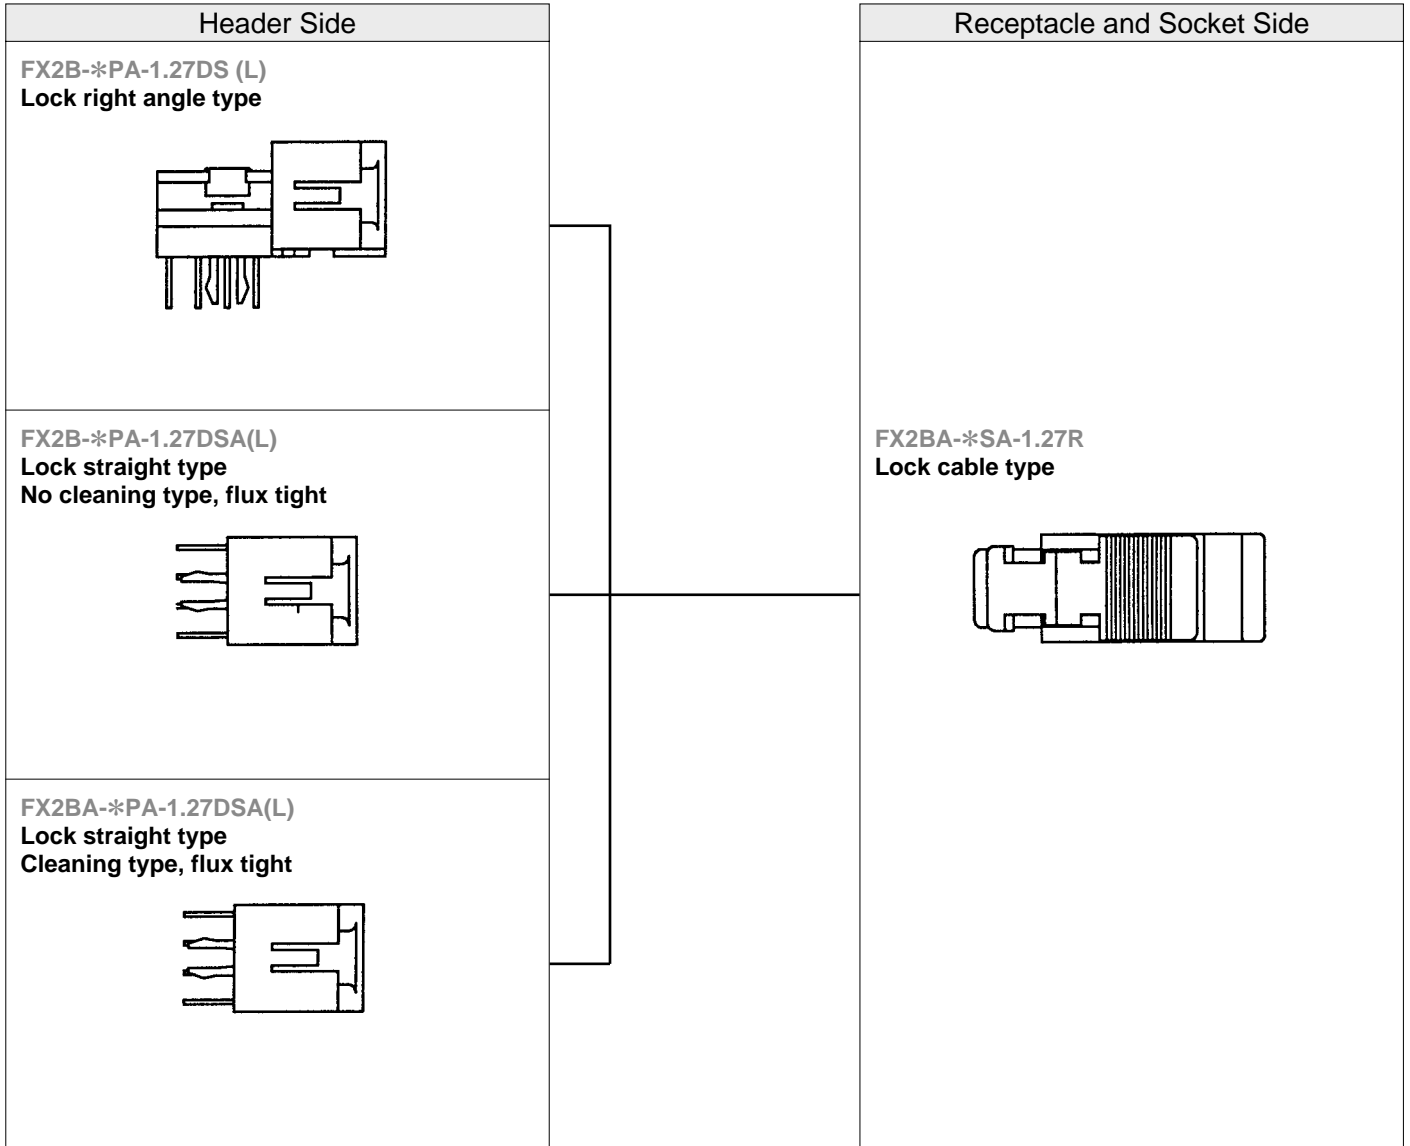 Header Side
Receptacle and Socket Side
FX2B-*PA-1.27DS (L)
Lock right angle type
FX2B-*PA-1.27DSA(L)
Lock straight type
No cleaning type, flux tight
FX2BA-*SA-1.27R
Lock cable type
FX2BA-*PA-1.27DSA(L)
Lock straight type
Cleaning type, flux tight